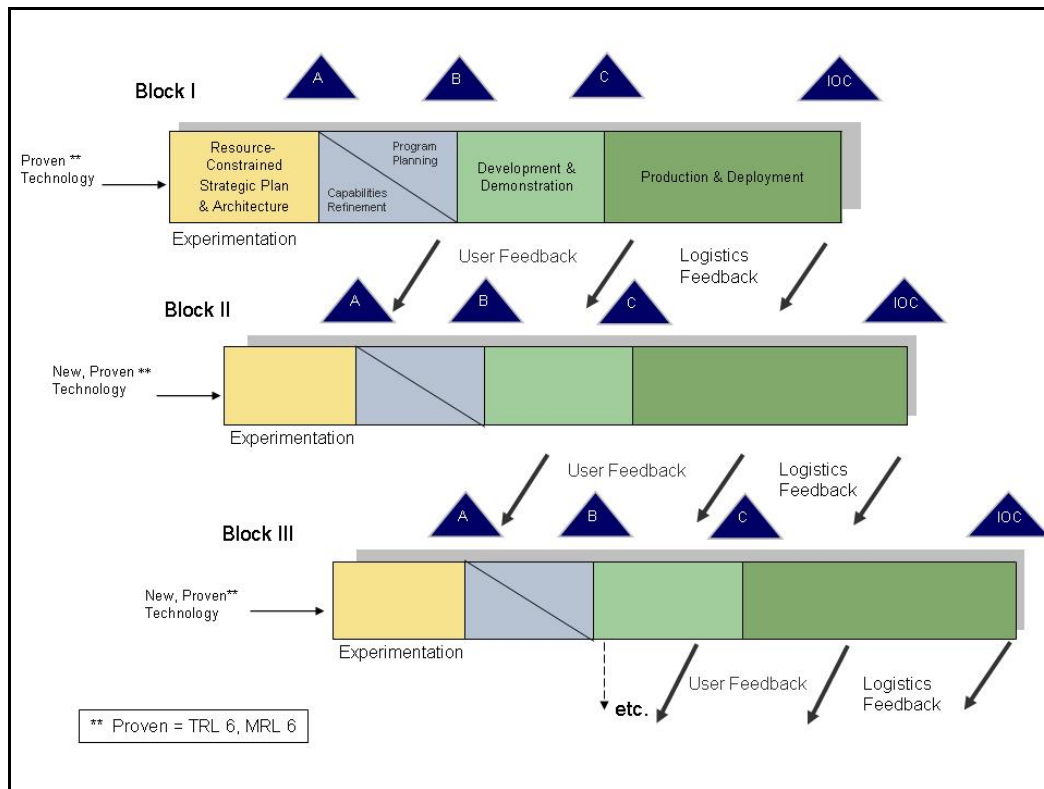 A
B
C
IOC
Block I
Proven **
Technology
Resource-
Constrained
Strategic Plan
& Architecture
Program
Planning
Capabilities
Refinement
Development &
Demonstration
Production & Deployment
Experimentation
User Feedback
Logistics
Feedback
A
B
C
IOC
Block II
New, Proven **
Technology
Experimentation
User Feedback
Logistics
Feedback
A
B
C
IOC
Block III
New, Proven**
Technology
Experimentation
User Feedback
Logistics
Feedback
etc.
** Proven = TRL 6, MRL 6